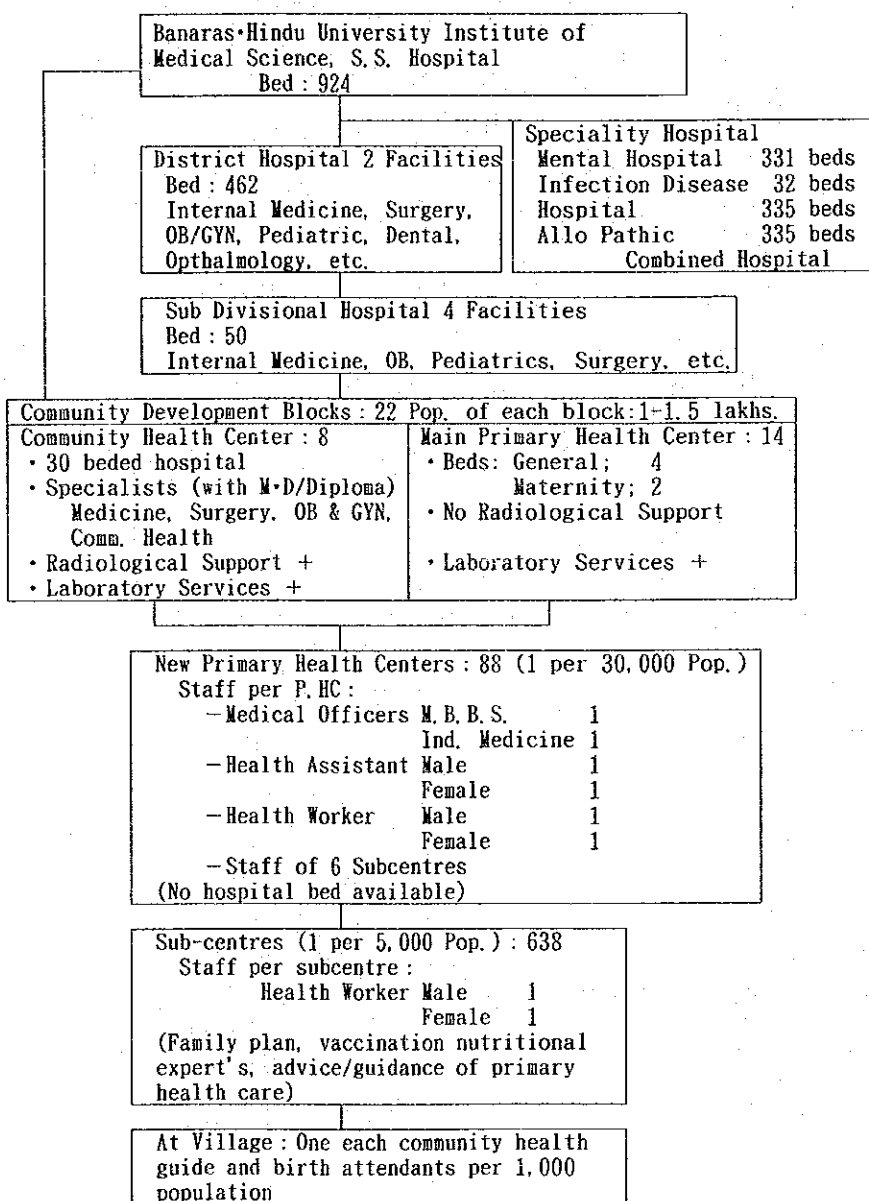 Banaras·Hindu University Institute of
Medical Science, S.S. Hospital
Bed : 924
Speciality Hospital
Mental Hospital 331 beds
Infection Disease 32 beds
Hospital 335 beds
Allo Pathic 335 beds
Combined Hospital
District Hospital 2 Facilities
Bed : 462
Internal Medicine, Surgery,
OB/GYN, Pediatric, Dental,
Opthalmology, etc.
Sub Divisional Hospital 4 Facilities
Bed : 50
Internal Medicine, OB, Pediatrics, Surgery, etc.
Community Development Blocks : 22 Pop. of each block:1-1.5 lakhs.
Community Health Center : 8
・30 beded hospital
・Specialists (with M·D/Diploma)
Medicine, Surgery. OB & GYN,
Comm. Health
・Radiological Support +
・Laboratory Services +
Main Primary Health Center : 14
・Beds: General; 4
Maternity; 2
・No Radiological Support
・Laboratory Services +
New Primary Health Centers : 88 (1 per 30,000 Pop.)
Staff per P.HC :
—Medical Officers M.B.B.S. 1
Ind. Medicine 1
—Health Assistant Male 1
Female 1
—Health Worker Male 1
Female 1
—Staff of 6 Subcentres
(No hospital bed available)
Sub-centres (1 per 5,000 Pop.) : 638
Staff per subcentre :
Health Worker Male 1
Female 1
(Family plan, vaccination nutritional
expert's, advice/guidance of primary
health care)
At Village : One each community health
guide and birth attendants per 1,000
population